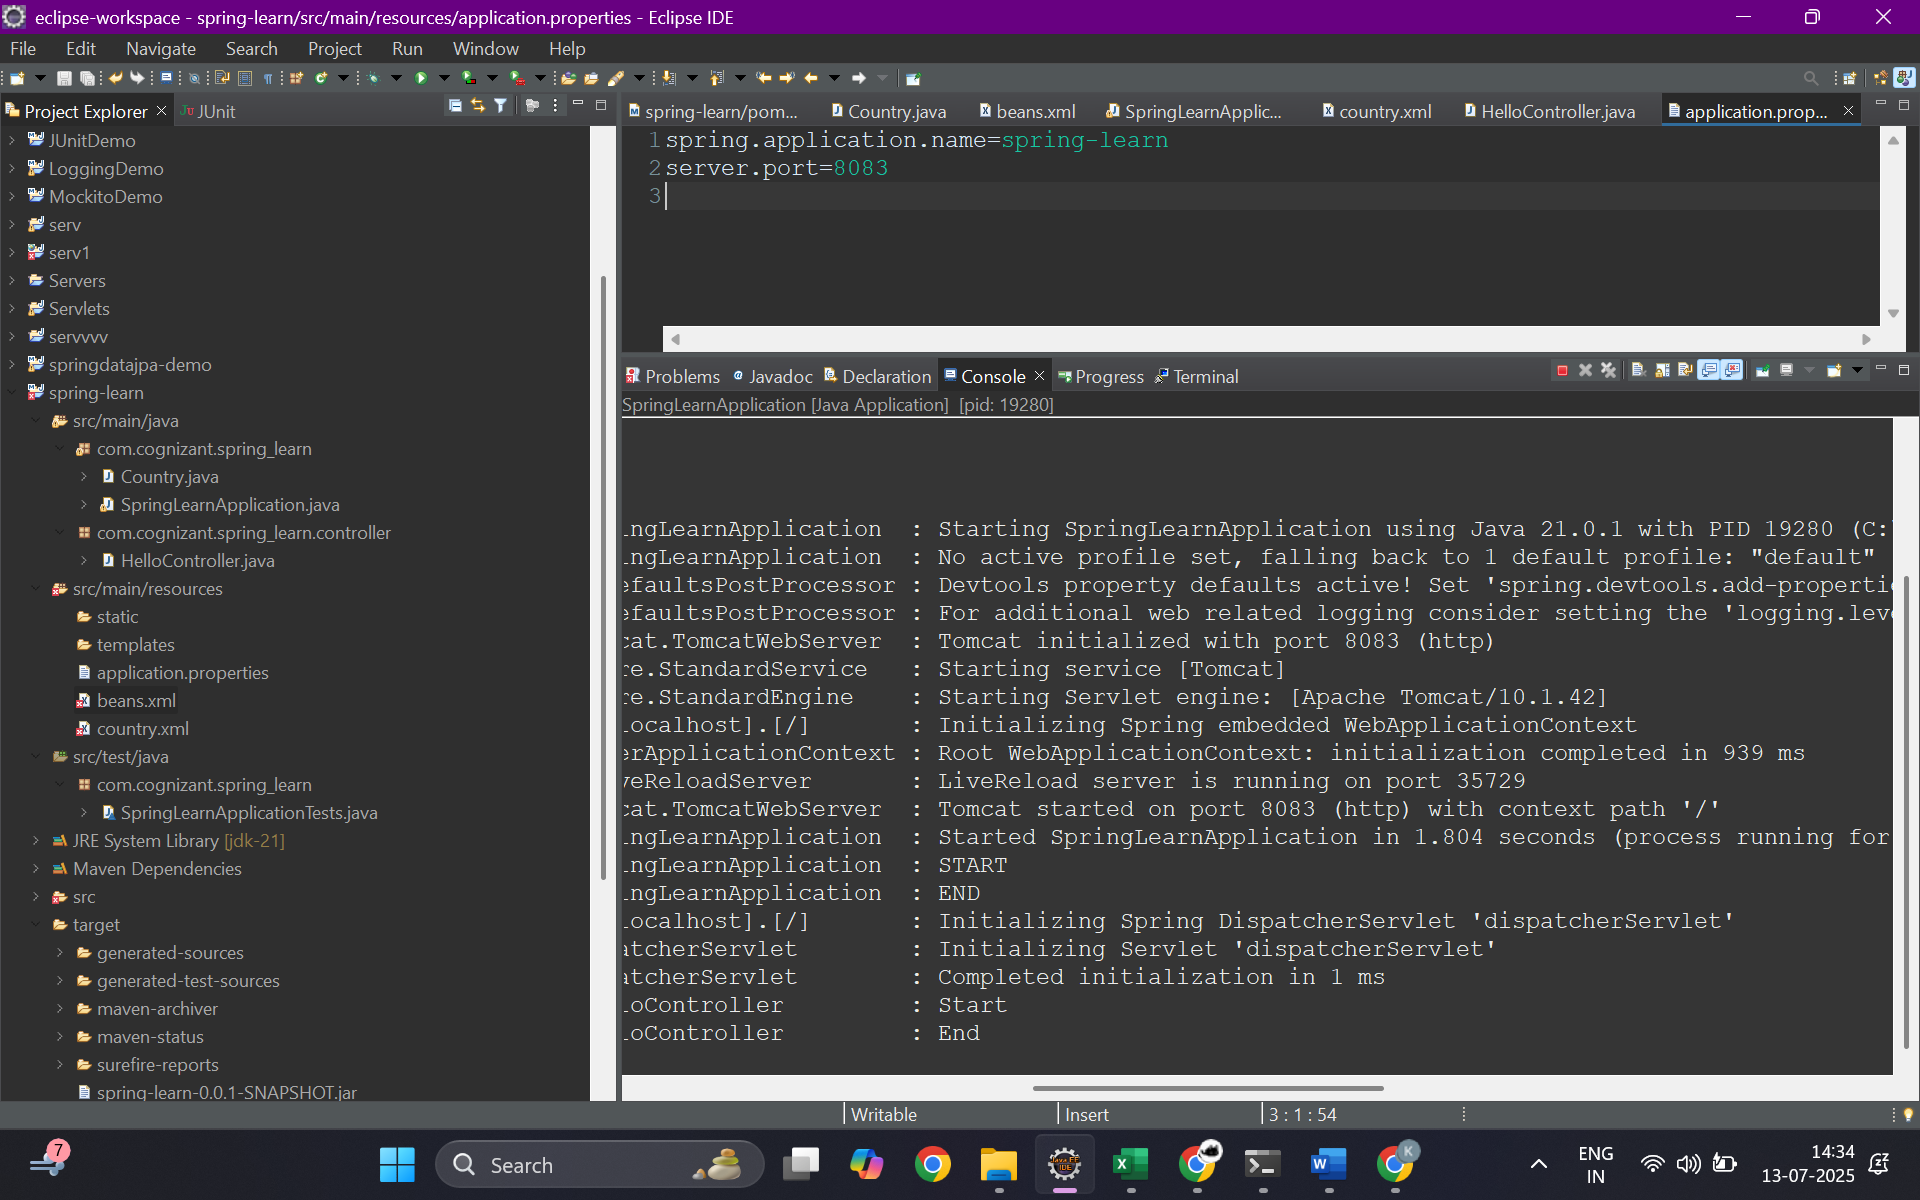 eclipse-workspace - spring-learn/src/main/resources/application.properties - Eclipse IDE
File Edit Navigate Search Project Run Window Help
Project Explorer
JUnit
JUnitDemo
LoggingDemo
MockitoDemo
serv
serv1
Servers
Servlets
servvvv
springdatajpa-demo
spring-learn
src/main/java
com.cognizant.spring_learn
Country.java
SpringLearnApplication.java
com.cognizant.spring_learn.controller
HelloController.java
src/main/resources
static
templates
application.properties
beans.xml
country.xml
src/test/java
com.cognizant.spring_learn
SpringLearnApplicationTests.java
JRE System Library [jdk-21]
Maven Dependencies
src
target
generated-sources
generated-test-sources
maven-archiver
maven-status
surefire-reports
spring-learn-0.0.1-SNAPSHOT.jar
spring-learn/pom... Country.java beans.xml SpringLearnApplic... country.xml HelloController.java application.prop...
1 spring.application.name=spring-learn
2 server.port=8083
3
Problems Javadoc Declaration Console Progress Terminal
SpringLearnApplication [Java Application] [pid: 19280]
ingLearnApplication : Starting SpringLearnApplication using Java 21.0.1 with PID 19280 (C:
ingLearnApplication : No active profile set, falling back to 1 default profile: "default"
efaultsPostProcessor : Devtools property defaults active! Set 'spring.devtools.add-properti
efaultsPostProcessor : For additional web related logging consider setting the 'logging.leve
cat.TomcatWebServer : Tomcat initialized with port 8083 (http)
re.StandardService : Starting service [Tomcat]
re.StandardEngine : Starting Servlet engine: [Apache Tomcat/10.1.42]
localhost].[/] : Initializing Spring embedded WebApplicationContext
erApplicationContext : Root WebApplicationContext: initialization completed in 939 ms
veReloadServer : LiveReload server is running on port 35729
cat.TomcatWebServer : Tomcat started on port 8083 (http) with context path '/'
ingLearnApplication : Started SpringLearnApplication in 1.804 seconds (process running for
ingLearnApplication : START
ingLearnApplication : END
localhost].[/] : Initializing Spring DispatcherServlet 'dispatcherServlet'
atcherServlet : Initializing Servlet 'dispatcherServlet'
atcherServlet : Completed initialization in 1 ms
loController : Start
loController : End
Writable Insert 3 : 1 : 54
7
Search
K
ENG
IN
14:34
13-07-2025